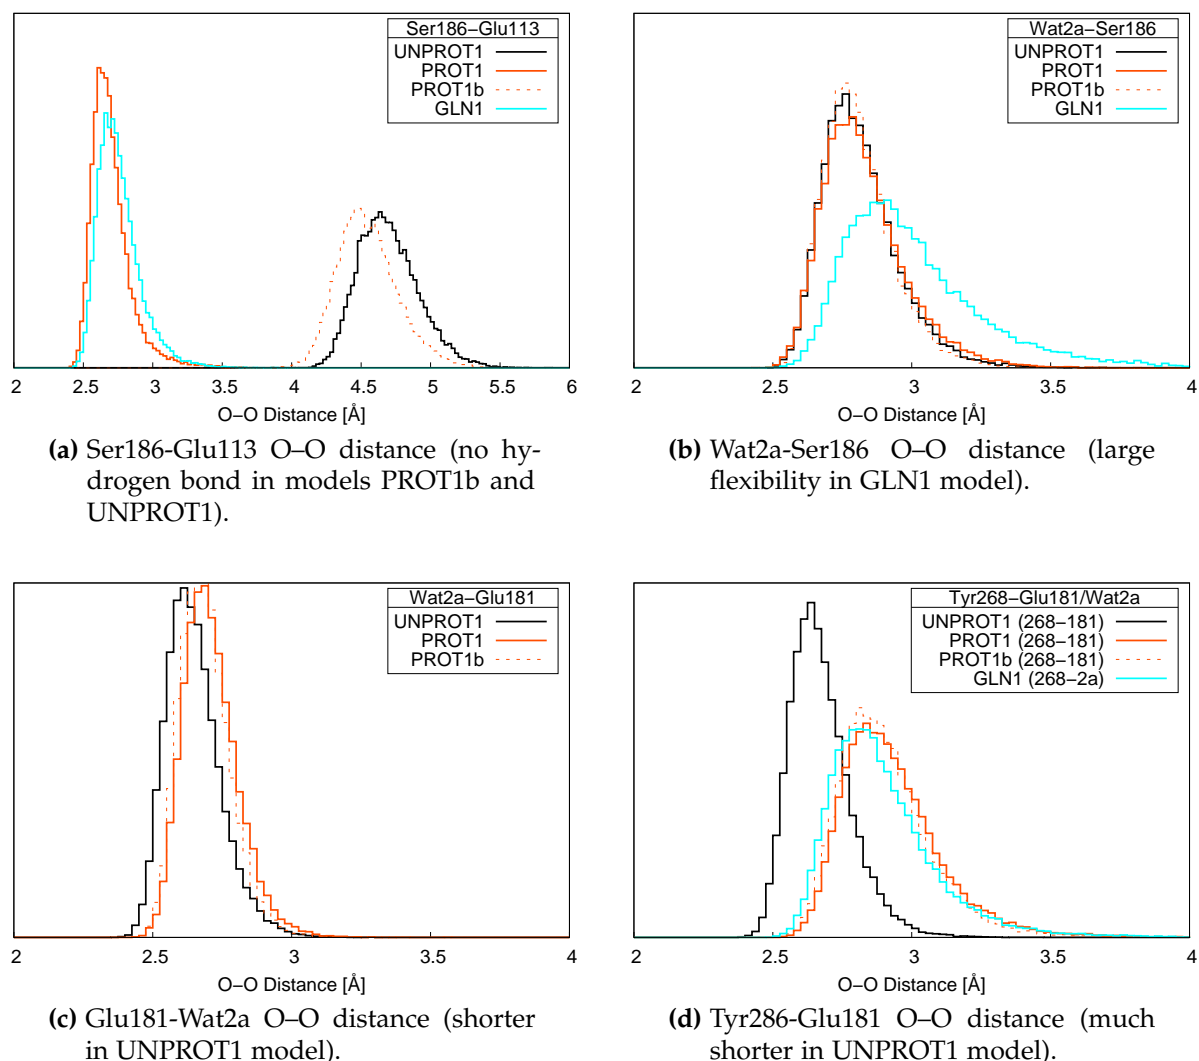 Ser186–Glu113
UNPROT1
PROT1
PROT1b
GLN1
2 2.5 3 3.5 4 4.5 5 5.5 6
O–O Distance [Å]
(a) Ser186-Glu113 O–O distance (no hy-
drogen bond in models PROT1b and
UNPROT1).
Wat2a–Ser186
UNPROT1
PROT1
PROT1b
GLN1
2 2.5 3 3.5 4
O–O Distance [Å]
(b) Wat2a-Ser186 O–O distance (large
flexibility in GLN1 model).
Wat2a–Glu181
UNPROT1
PROT1
PROT1b
2 2.5 3 3.5 4
O–O Distance [Å]
(c) Glu181-Wat2a O–O distance (shorter
in UNPROT1 model).
Tyr268–Glu181/Wat2a
UNPROT1 (268–181)
PROT1 (268–181)
PROT1b (268–181)
GLN1 (268–2a)
2 2.5 3 3.5 4
O–O Distance [Å]
(d) Tyr286-Glu181 O–O distance (much
shorter in UNPROT1 model).